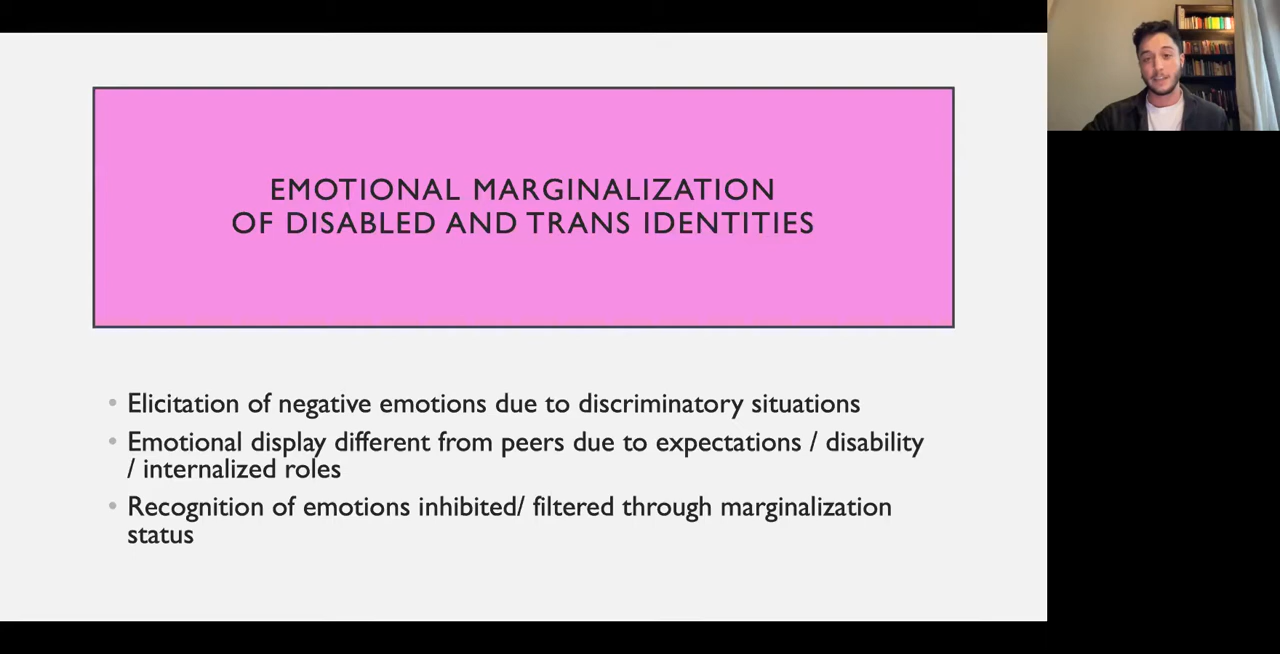 EMOTIONAL MARGINALIZATION
OF DISABLED AND TRANS IDENTITIES
• Elicitation of negative emotions due to discriminatory situations
• Emotional display different from peers due to expectations / disability
/ internalized roles
• Recognition of emotions inhibited/ filtered through marginalization
status